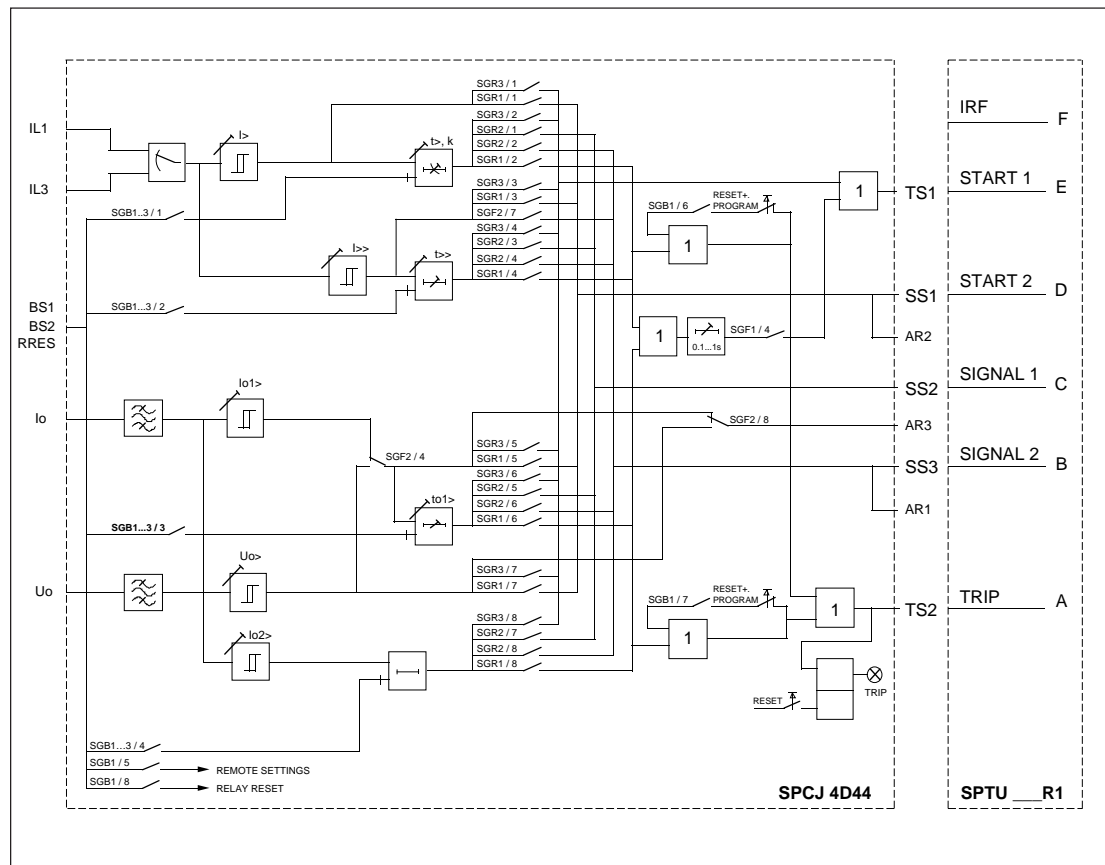 SGR3 / 1
SGR1 / 1
SGR3 / 2
SGR2 / 1
SGR2 / 2
SGR1 / 2
SGR3 / 3
SGR1 / 3
SGF2 / 7
SGR3 / 4
SGR2 / 3
SGR2 / 4
SGR1 / 4
IL1
IL3
I>
t>, k
SGB1..3 / 1
I>>
t>>
BS1
BS2
RRES
SGB1...3 / 2
SGB1 / 6
RESET+.
PROGRAM
1
1
1
0.1...1s
SGF1 / 4
Io
Io1>
SGF2 / 4
SGR3 / 5
SGR1 / 5
SGR3 / 6
SGR2 / 5
SGR2 / 6
SGR1 / 6
to1>
SGB1...3 / 3
SGF2 / 8
Uo
Uo>
SGR3 / 7
SGR1 / 7
SGR3 / 8
SGR2 / 7
SGR2 / 8
SGR1 / 8
Io2>
SGB1 / 7
RESET+.
PROGRAM
1
1
TRIP
RESET
SGB1...3 / 4
SGB1 / 5
REMOTE SETTINGS
SGB1 / 8
RELAY RESET
SPCJ 4D44
TS1
SS1
AR2
SS2
AR3
SS3
AR1
TS2
IRF F
START 1 E
START 2 D
SIGNAL 1 C
SIGNAL 2 B
TRIP A
SPTU ___R1